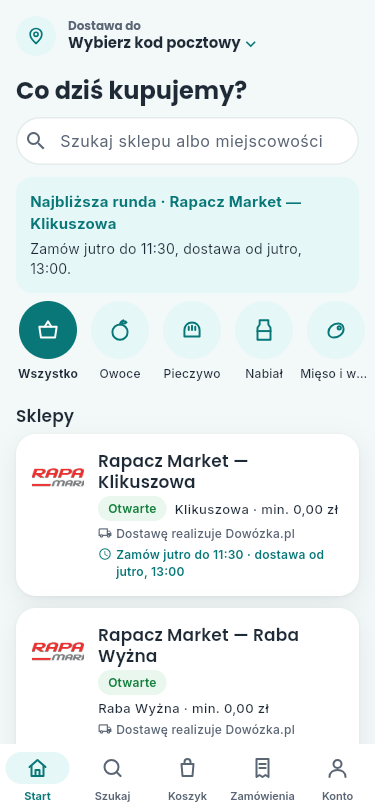 Dostawa do
Wybierz kod pocztowy
Co dziś kupujemy?
Szukaj sklepu albo miejscowości
Najbliższa runda · Rapacz Market —
Klikuszowa
Zamów jutro do 11:30, dostawa od jutro,
13:00.
Wszystko
Owoce
Pieczywo
Nabiał
Mięso i w…
Sklepy
RAPA
MARI
Rapacz Market —
Klikuszowa
Otwarte
Klikuszowa · min. 0,00 zł
Dostawę realizuje Dowózka.pl
Zamów jutro do 11:30 · dostawa od
jutro, 13:00
RAPA
MARI
Rapacz Market — Raba
Wyżna
Otwarte
Raba Wyżna · min. 0,00 zł
Dostawę realizuje Dowózka.pl
Start
Szukaj
Koszyk
Zamówienia
Konto